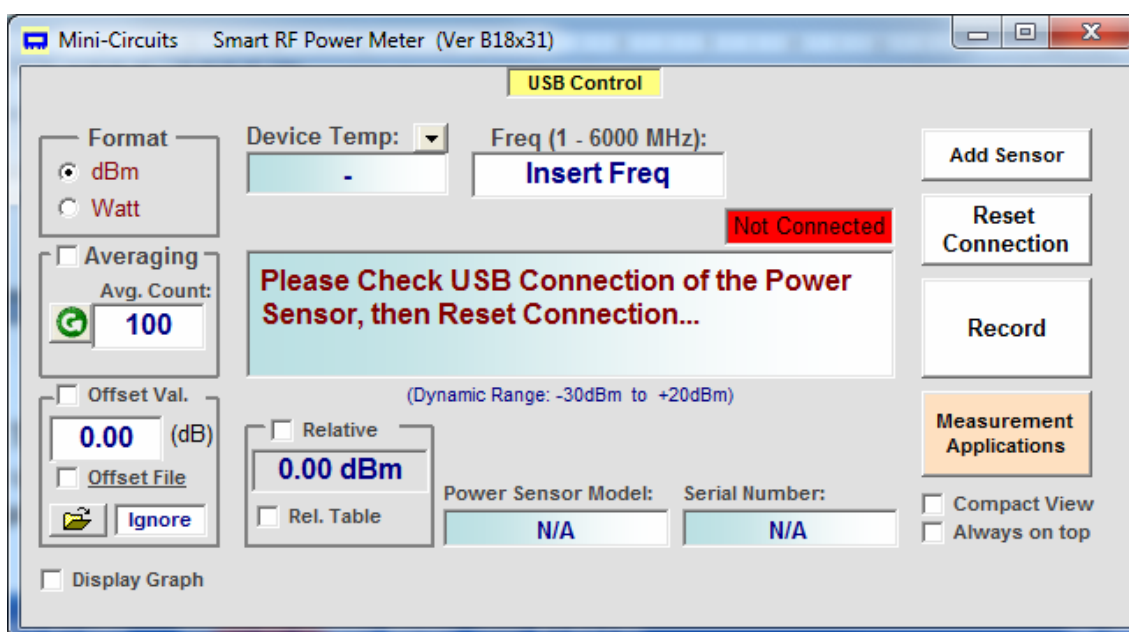 Mini-Circuits Smart RF Power Meter (Ver B18x31)
USB Control
Format
dBm
Watt
Device Temp:
-
Freq (1 - 6000 MHz):
Insert Freq
Add Sensor
Reset
Connection
Not Connected
Averaging
Avg. Count:
100
Please Check USB Connection of the Power
Sensor, then Reset Connection...
Record
(Dynamic Range: -30dBm to +20dBm)
Offset Val.
0.00 (dB)
Offset File
Ignore
Relative
0.00 dBm
Rel. Table
Power Sensor Model:
N/A
Serial Number:
N/A
Measurement
Applications
Compact View
Always on top
Display Graph